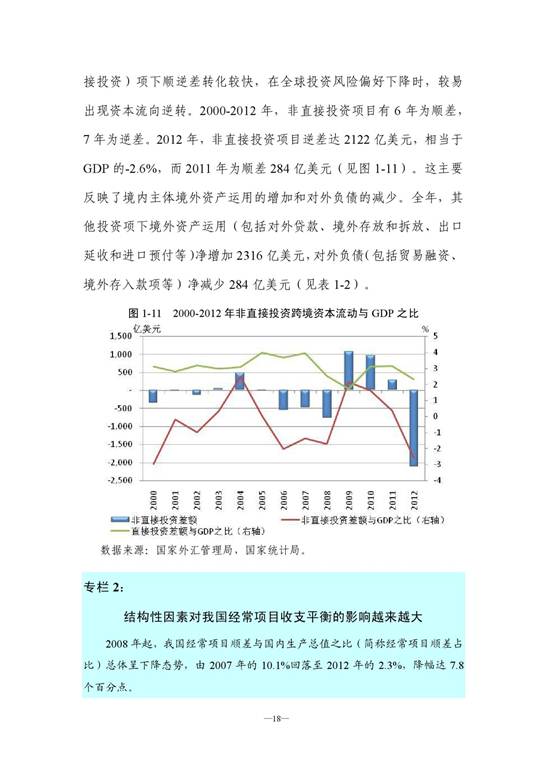 接投资）项下顺逆差转化较快，在全球投资风险偏好下降时，较易
出现资本流向逆转。2000-2012 年，非直接投资项目有 6 年为顺差，
7 年为逆差。2012 年，非直接投资项目逆差达 2122 亿美元，相当于
GDP 的-2.6%，而 2011 年为顺差 284 亿美元（见图 1-11）。这主要
反映了境内主体境外资产运用的增加和对外负债的减少。全年，其
他投资项下境外资产运用（包括对外贷款、境外存放和拆放、出口
延收和进口预付等）净增加 2316 亿美元，对外负债（包括贸易融资、
境外存入款项等）净减少 284 亿美元（见表 1-2）。
图 1-11 2000-2012 年非直接投资跨境资本流动与 GDP 之比
亿美元 %
1,500 5
1,000 4
500 3
- 2
-500 1
-1,000 0
-1,500 -1
-2,000 -2
-2,500 -3
-4
2000 2001 2002 2003 2004 2005 2006 2007 2008 2009 2010 2011 2012
非直接投资差额 非直接投资差额与GDP之比（右轴）
直接投资差额与GDP之比（右轴）
数据来源：国家外汇管理局，国家统计局。
专栏 2：
结构性因素对我国经常项目收支平衡的影响越来越大
2008 年起，我国经常项目顺差与国内生产总值之比（简称经常项目顺差占
比）总体呈下降态势，由 2007 年的 10.1%回落至 2012 年的 2.3%，降幅达 7.8
个百分点。
—18—